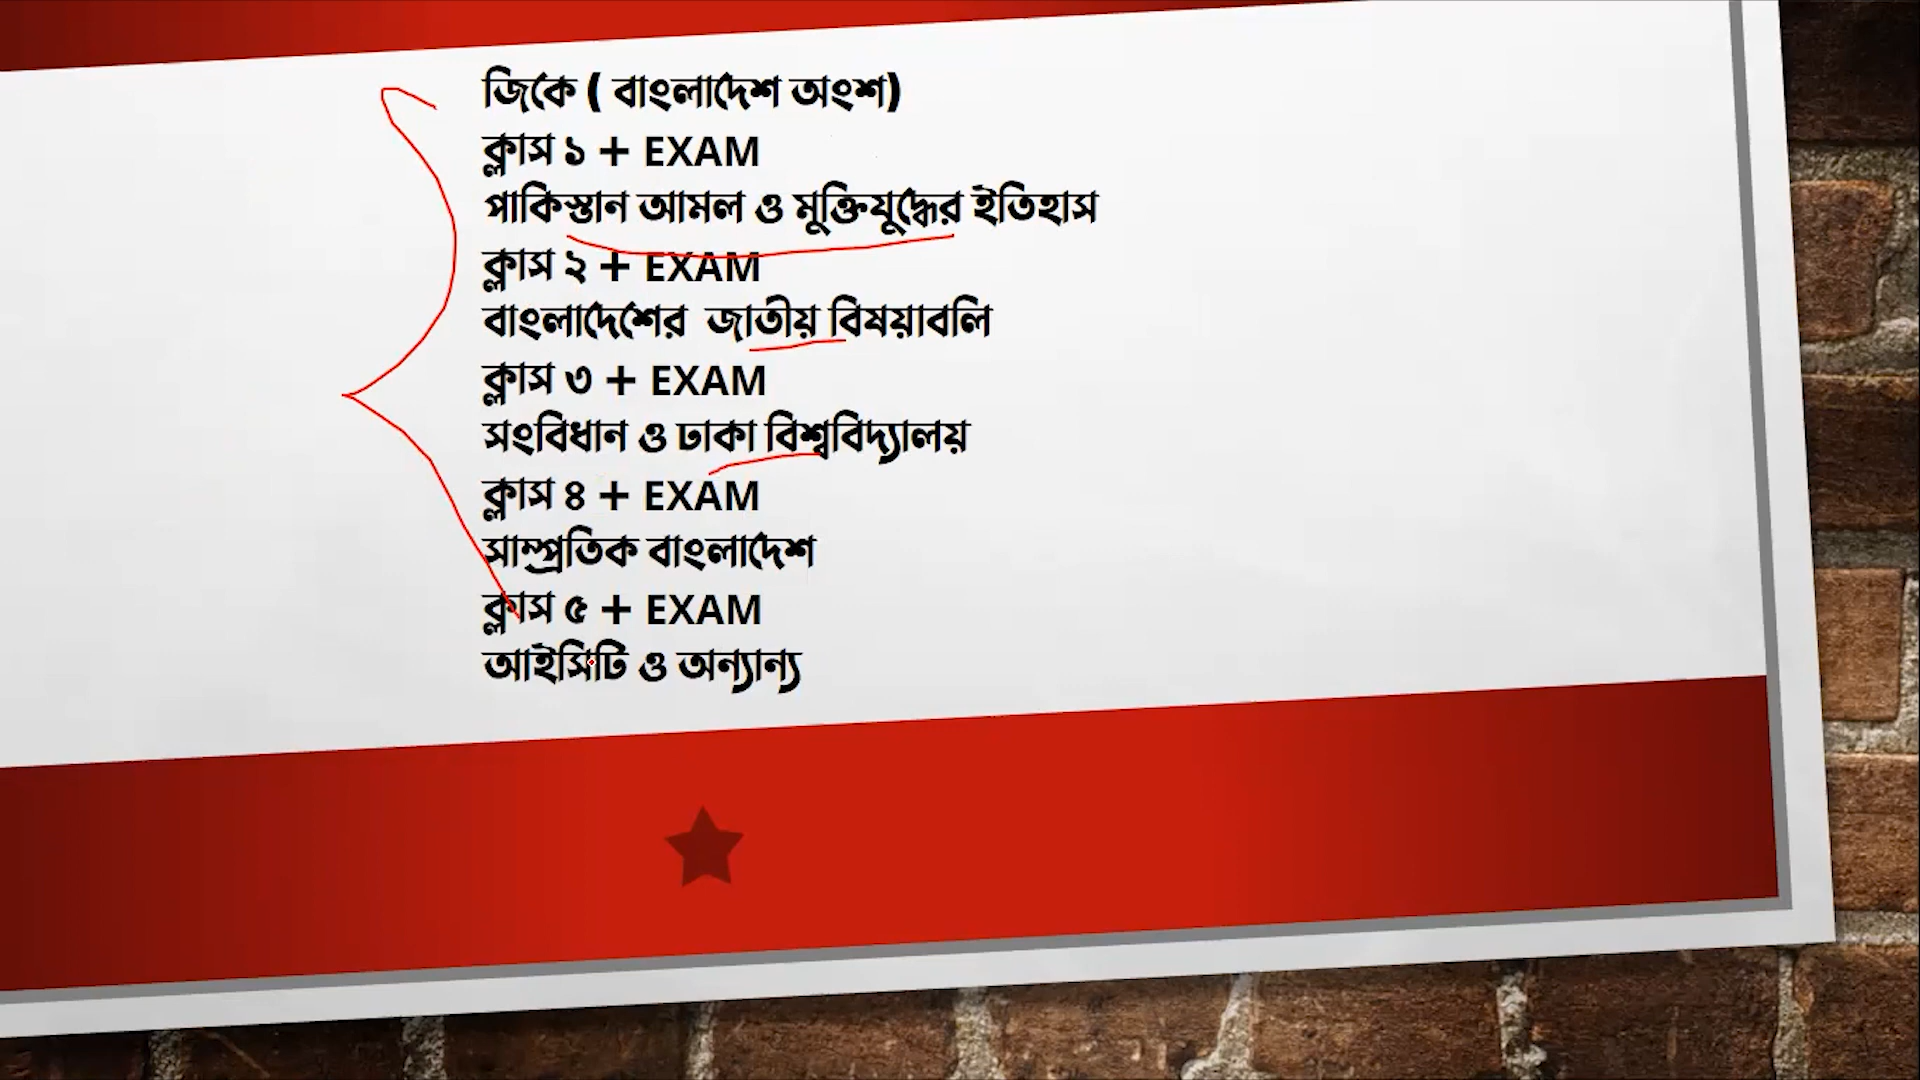 জিকে ( বাংলাদেশ অংশ)
ক্লাস ১ + EXAM
পাকিস্তান আমল ও মুক্তিযুদ্ধের ইতিহাস
ক্লাস ২ + EXAM
বাংলাদেশের জাতীয় বিষয়াবলি
ক্লাস ৩ + EXAM
সংবিধান ও ঢাকা বিশ্ববিদ্যালয়
ক্লাস ৪ + EXAM
সাম্প্রতিক বাংলাদেশ
ক্লাস ৫ + EXAM
আইসিটি ও অন্যান্য